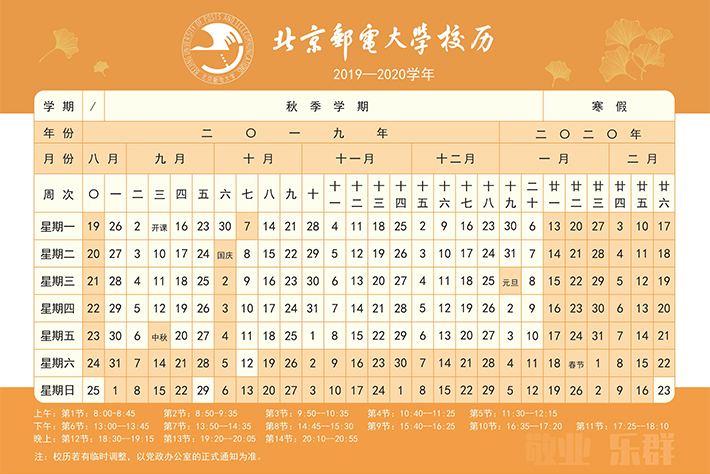 北京郵電大學校历
2019—2020学年
学期 / 秋季学期 寒假
年份 二〇一九年 二〇二〇年
月份 八月 九月 十月 十一月 十二月 一月 二月
周次 〇 一 二 三 四 五 六 七 八 九 十 十一 十二 十三 十四 十五 十六 十七 十八 十九 二十 廿一 廿二 廿三 廿四 廿五 廿六
星期一 19 26 2 开课 16 23 30 7 14 21 28 4 11 18 25 2 9 16 23 30 6 13 20 27 3 10 17
星期二 20 27 3 10 17 24 国庆 8 15 22 29 5 12 19 26 3 10 17 24 31 7 14 21 28 4 11 18
星期三 21 28 4 11 18 25 2 9 16 23 30 6 13 20 27 4 11 18 25 元旦 8 15 22 29 5 12 19
星期四 22 29 5 12 19 26 3 10 17 24 31 7 14 21 28 5 12 19 26 2 9 16 23 30 6 13 20
星期五 23 30 6 中秋 20 27 4 11 18 25 1 8 15 22 29 6 13 20 27 3 10 17 24 31 7 14 21
星期六 24 31 7 14 21 28 5 12 19 26 2 9 16 23 30 7 14 21 28 4 11 18 春节 1 8 15 22
星期日 25 1 8 15 22 29 6 13 20 27 3 10 17 24 1 8 15 22 29 5 12 19 26 2 9 16 23
上午：第1节：8:00—8:45 第2节：8:50—9:35 第3节：9:50—10:35 第4节：10:40—11:25 第5节：11:30—12:15
下午：第6节：13:00—13:45 第7节：13:50—14:35 第8节：14:45—15:30 第9节：15:40—16:25 第10节：16:35—17:20 第11节：17:25—18:10
晚上：第12节：18:30—19:15 第13节：19:20—20:05 第14节：20:10—20:55
注：校历若有临时调整，以党政办公室的正式通知为准。
敬业 乐群